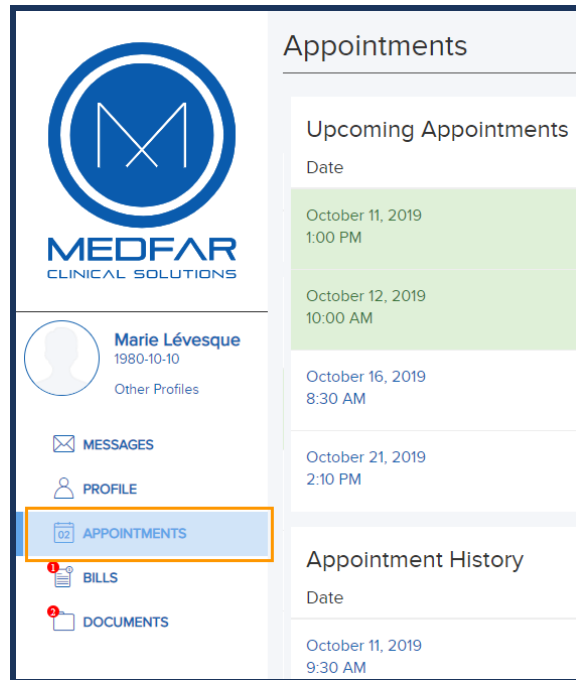 MEDFAR
CLINICAL SOLUTIONS
Marie Lévesque
1980-10-10
Other Profiles
MESSAGES
PROFILE
02 APPOINTMENTS
1
BILLS
2
DOCUMENTS
Appointments
Upcoming Appointments
Date
October 11, 2019
1:00 PM
October 12, 2019
10:00 AM
October 16, 2019
8:30 AM
October 21, 2019
2:10 PM
Appointment History
Date
October 11, 2019
9:30 AM